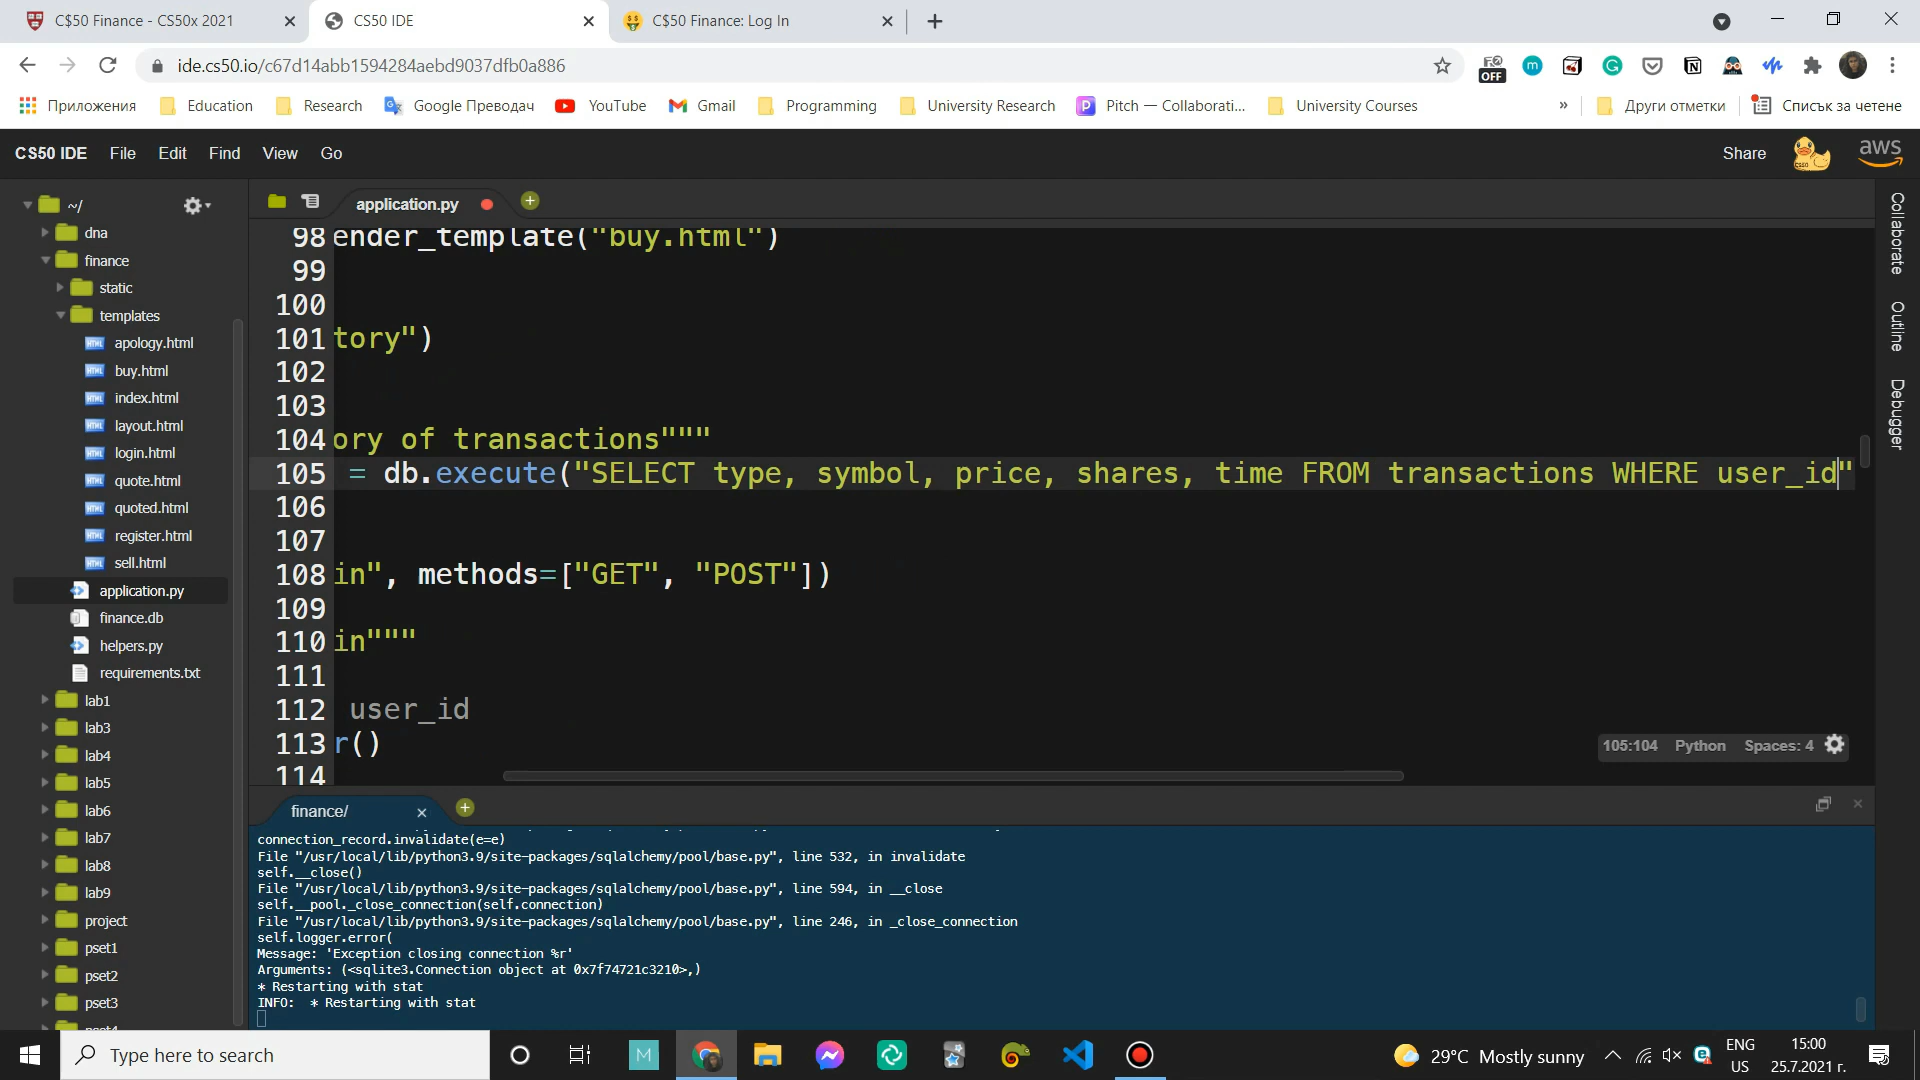 C$50 Finance - CS50x 2021
CS50 IDE
C$50 Finance: Log In
ide.cs50.io/c67d14abb1594284aebd9037dfb0a886
OFF
Приложения
Education
Research
Google Преводач
YouTube
Gmail
Programming
University Research
Pitch — Collaborati...
University Courses
»
Други отметки
Списък за четене
CS50 IDE
File
Edit
Find
View
Go
Share
aws
~/
dna
finance
static
templates
apology.html
buy.html
index.html
layout.html
login.html
quote.html
quoted.html
register.html
sell.html
application.py
finance.db
helpers.py
requirements.txt
lab1
lab3
lab4
lab5
lab6
lab7
lab8
lab9
project
pset1
pset2
pset3
pset4
application.py
98 ender_template("buy.html")
99
100
101 tory")
102
103
104 ory of transactions"""
105 = db.execute("SELECT type, symbol, price, shares, time FROM transactions WHERE user_id"
106
107
108 in", methods=["GET", "POST"])
109
110 in"""
111
112 user_id
113 r()
114
105:104 Python Spaces: 4
Collaborate
Outline
Debugger
finance/
connection_record.invalidate(e=e)
File "/usr/local/lib/python3.9/site-packages/sqlalchemy/pool/base.py", line 532, in invalidate
self.__close()
File "/usr/local/lib/python3.9/site-packages/sqlalchemy/pool/base.py", line 594, in __close
self.__pool._close_connection(self.connection)
File "/usr/local/lib/python3.9/site-packages/sqlalchemy/pool/base.py", line 246, in _close_connection
self.logger.error(
Message: 'Exception closing connection %r'
Arguments: (<sqlite3.Connection object at 0x7f74721c3210>,)
* Restarting with stat
INFO:  * Restarting with stat
Type here to search
M
29°C Mostly sunny
ENG
US
15:00
25.7.2021 г.